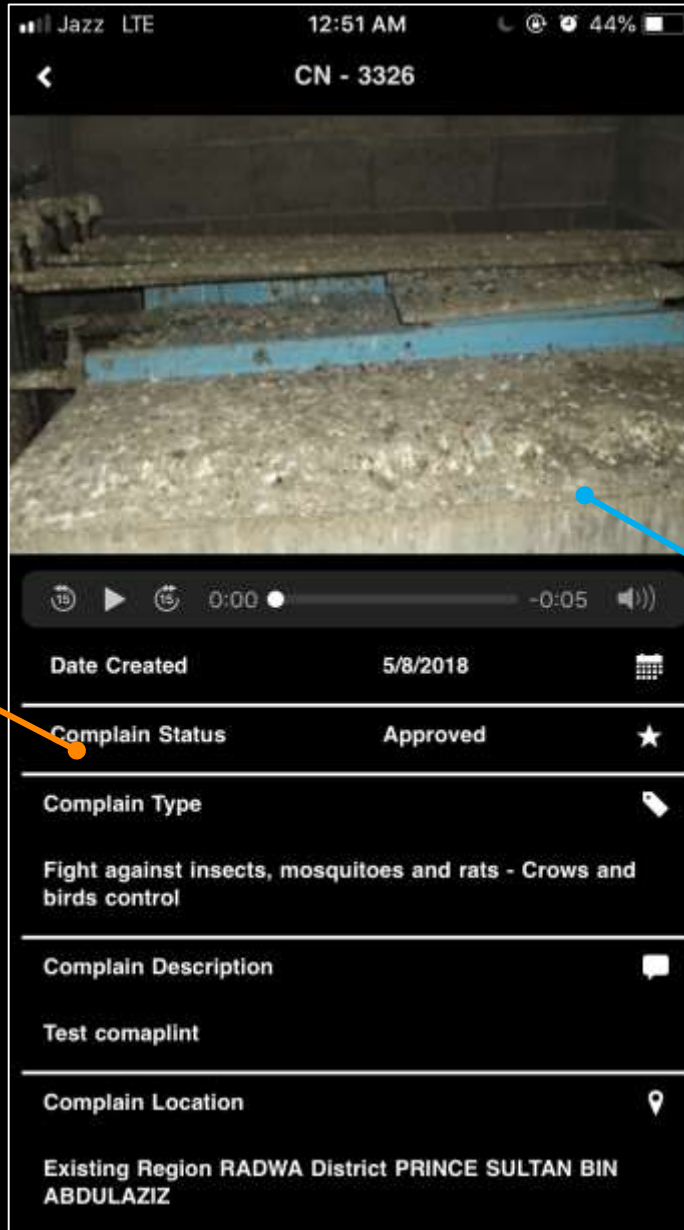 Jazz LTE 12:51 AM 44%
CN - 3326
15 15 0:00 -0:05
Date Created 5/8/2018
Complain Status Approved
Complain Type
Fight against insects, mosquitoes and rats - Crows and
birds control
Complain Description
Test comaplint
Complain Location
Existing Region RADWA District PRINCE SULTAN BIN
ABDULAZIZ